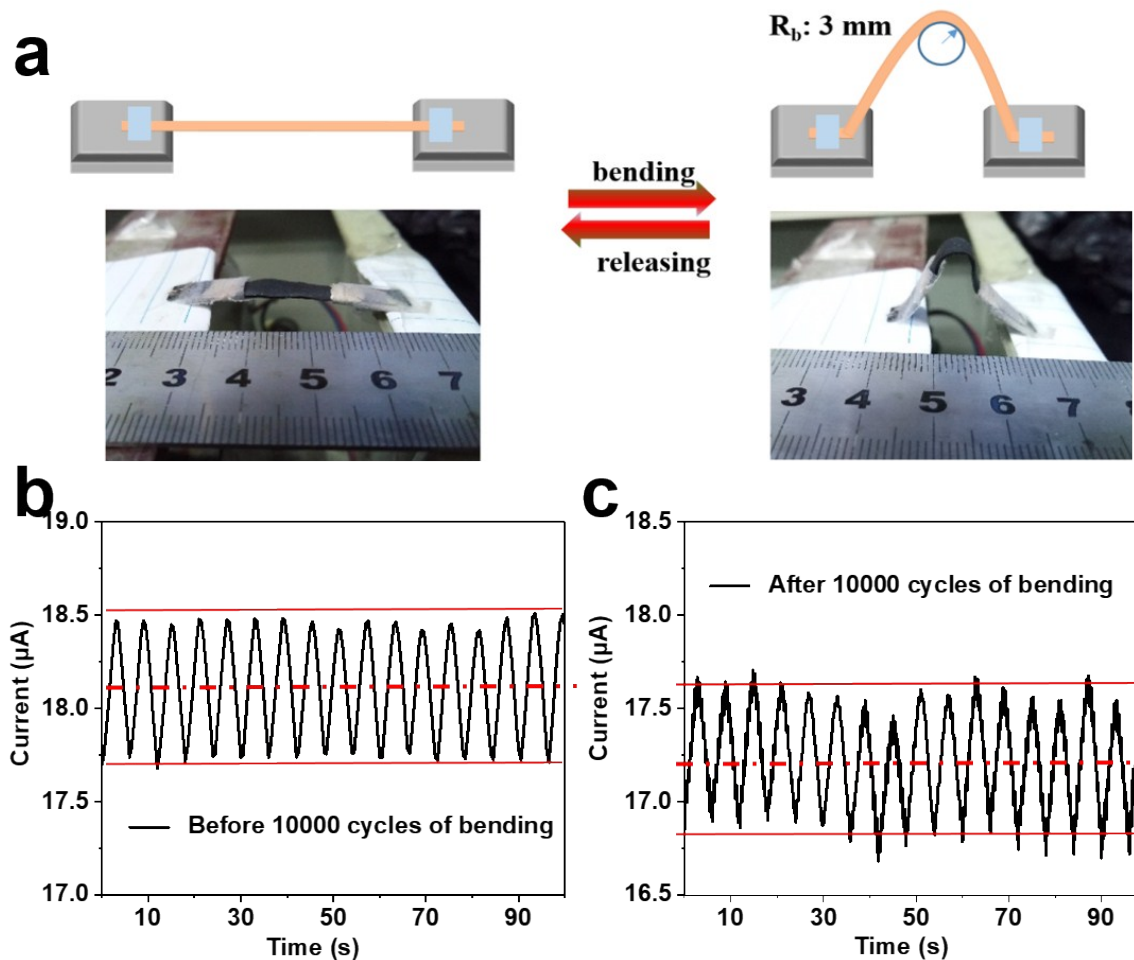 a
R_b: 3 mm
bending
releasing
2 3 4 5 6 7
3 4 5 6 7
b
19.0
18.5
18.0
17.5
17.0
Current (µA)
Before 10000 cycles of bending
10 30 50 70 90
Time (s)
c
18.5
18.0
17.5
17.0
16.5
Current (µA)
After 10000 cycles of bending
10 30 50 70 90
Time (s)